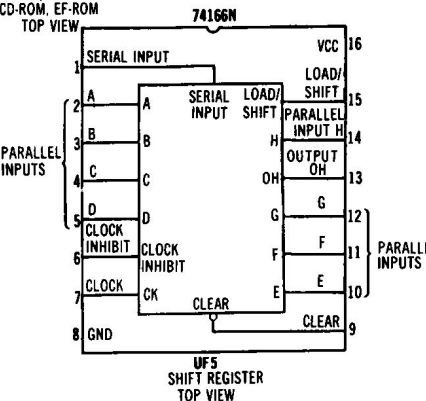 CD-ROM, EF-ROM
TOP VIEW
74166N
VCC 16
1 SERIAL INPUT
SERIAL INPUT
LOAD/ SHIFT
LOAD/ SHIFT 15
2 A A
PARALLEL INPUT H 14
H
3 B B
PARALLEL INPUTS
OUTPUT OH 13
OH
4 C C
G G 12
5 D D
CLOCK INHIBIT
6 CLOCK INHIBIT
F F 11
PARALLE
INPUTS
7 CLOCK CK
E E 10
CLEAR
CLEAR 9
8 GND
UF5
SHIFT REGISTER
TOP VIEW